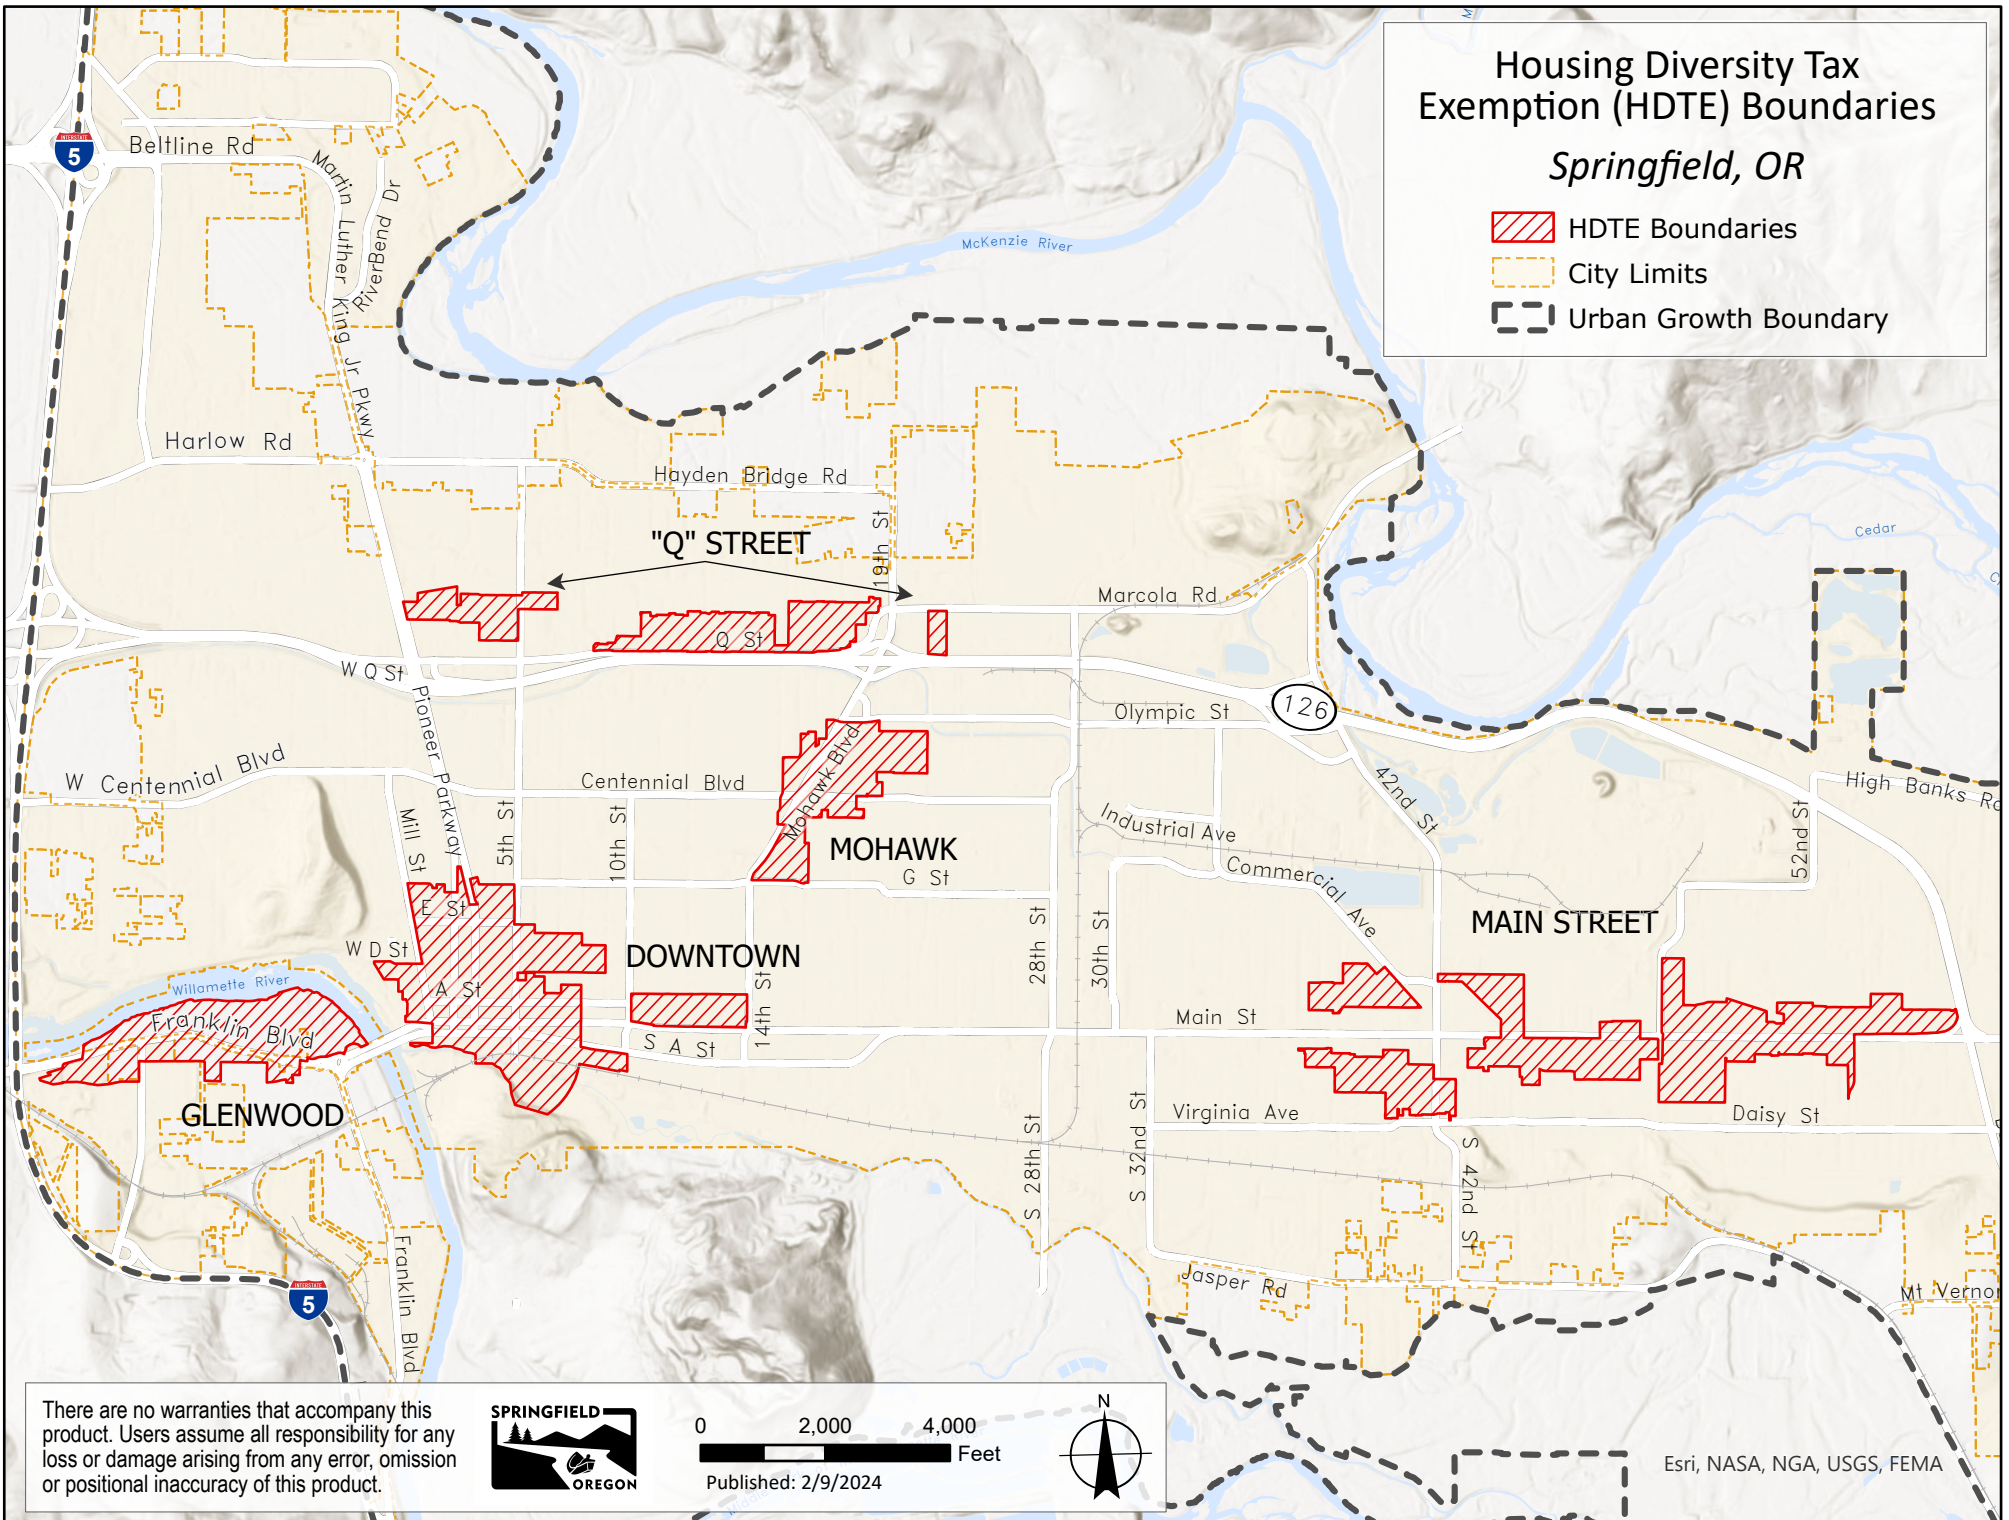 Housing Diversity Tax
Exemption (HDTE) Boundaries
Springfield, OR
HDTE Boundaries
City Limits
Urban Growth Boundary
INTERSTATE
5
Beltline Rd
Martin Luther King Jr Pkwy
RiverBend Dr
McKenzie River
Harlow Rd
Hayden Bridge Rd
"Q" STREET
19th St
Marcola Rd
Cedar
Q St
W Q St
Pioneer Parkway
126
Olympic St
W Centennial Blvd
Centennial Blvd
Mohawk Blvd
42nd St
High Banks Rd
Mill St
5th St
10th St
MOHAWK
G St
Industrial Ave
Commercial Ave
52nd St
E St
W D St
DOWNTOWN
28th St
30th St
MAIN STREET
Willamette River
A St
Franklin Blvd
14th St
Main St
S A St
GLENWOOD
Virginia Ave
Daisy St
S 28th St
S 32nd St
S 42nd St
Franklin Blvd
Jasper Rd
Mt Verno
INTERSTATE
5
There are no warranties that accompany this
product. Users assume all responsibility for any
loss or damage arising from any error, omission
or positional inaccuracy of this product.
SPRINGFIELD
OREGON
0 2,000 4,000
Feet
Published: 2/9/2024
N
Esri, NASA, NGA, USGS, FEMA